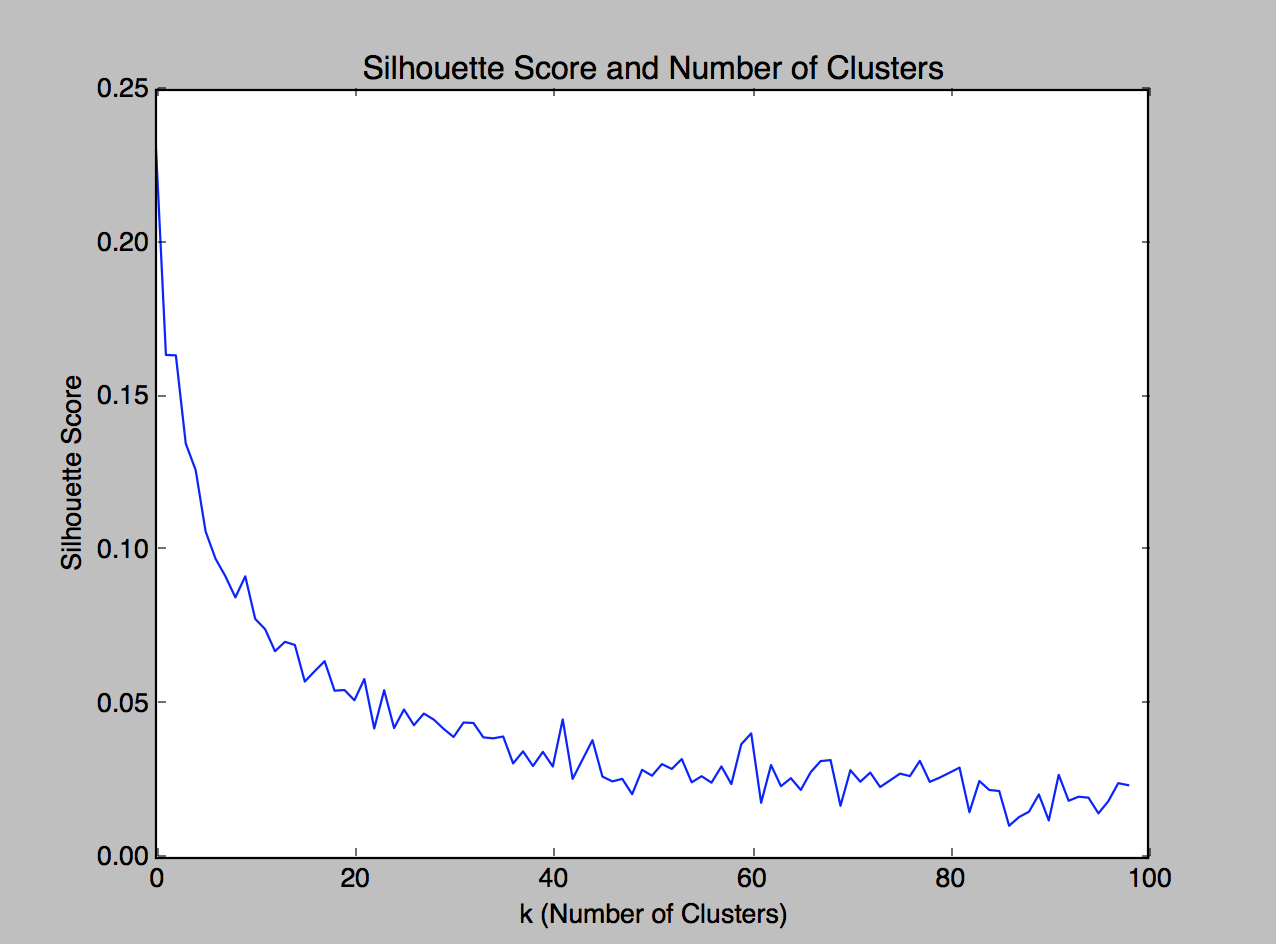 Silhouette Score and Number of Clusters
0.25
0.20
0.15
0.10
0.05
0.00
Silhouette Score
0 20 40 60 80 100
k (Number of Clusters)